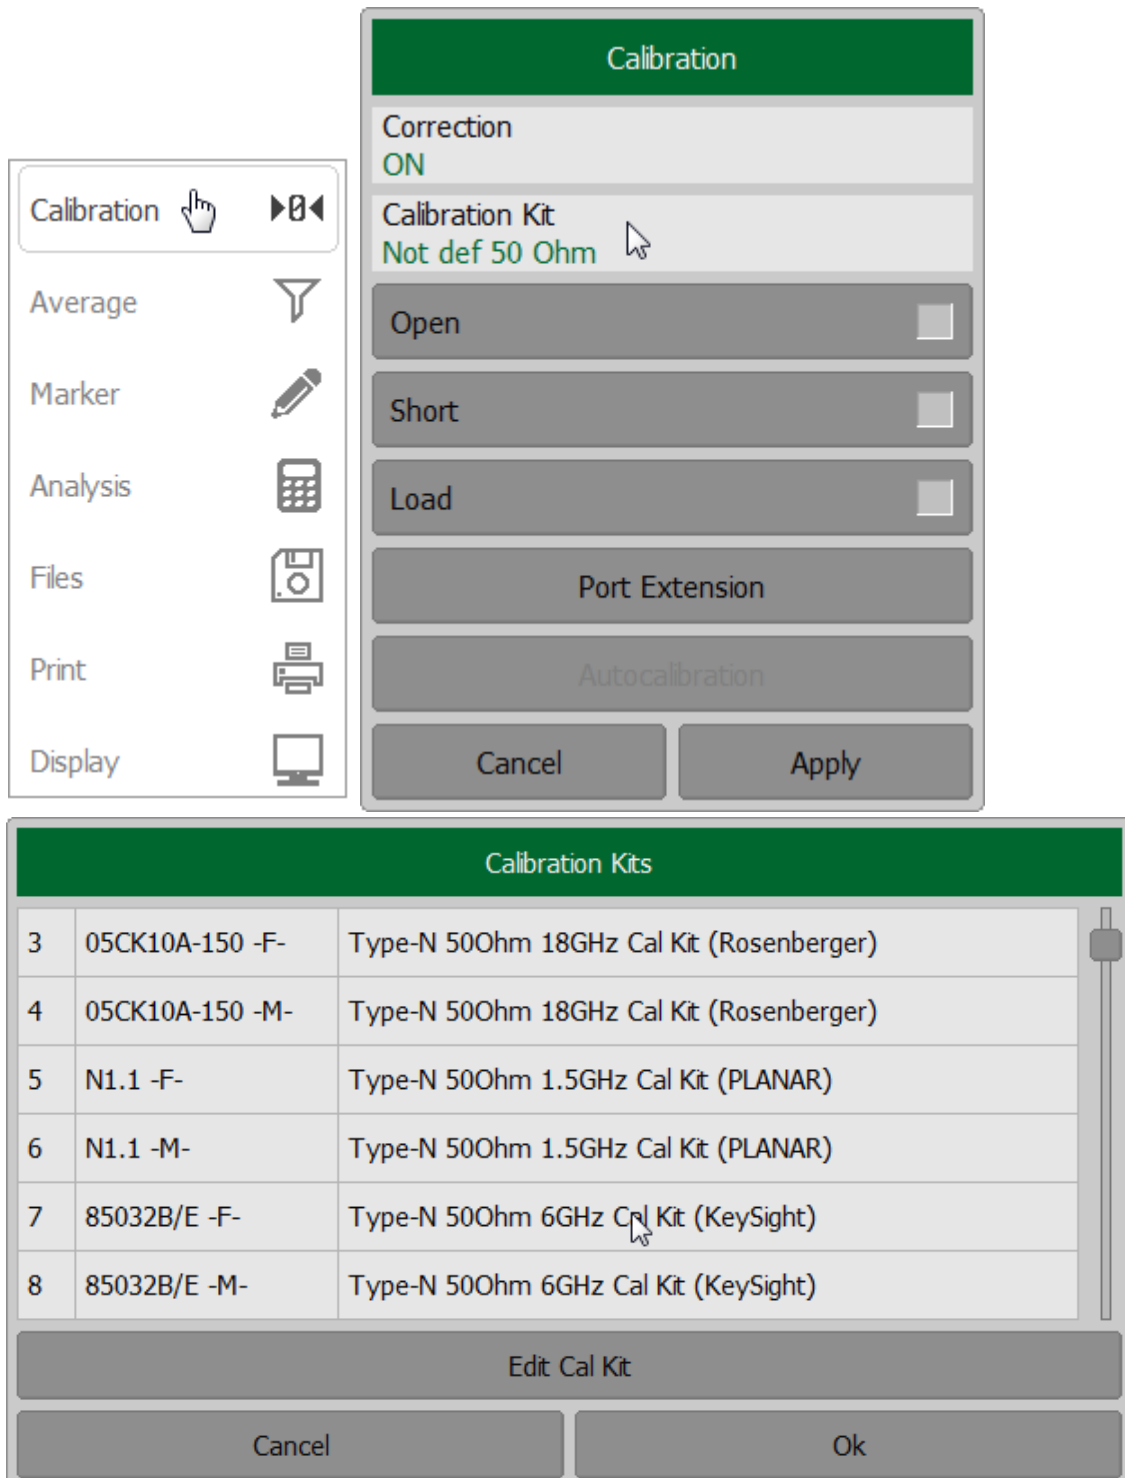 Calibration
Average
Marker
Analysis
Files
Print
Display
Calibration
Correction
ON
Calibration Kit
Not def 50 Ohm
Open
Short
Load
Port Extension
Autocalibration
Cancel Apply
Calibration Kits
3 05CK10A-150 -F- Type-N 50Ohm 18GHz Cal Kit (Rosenberger)
4 05CK10A-150 -M- Type-N 50Ohm 18GHz Cal Kit (Rosenberger)
5 N1.1 -F- Type-N 50Ohm 1.5GHz Cal Kit (PLANAR)
6 N1.1 -M- Type-N 50Ohm 1.5GHz Cal Kit (PLANAR)
7 85032B/E -F- Type-N 50Ohm 6GHz Cal Kit (KeySight)
8 85032B/E -M- Type-N 50Ohm 6GHz Cal Kit (KeySight)
Edit Cal Kit
Cancel Ok